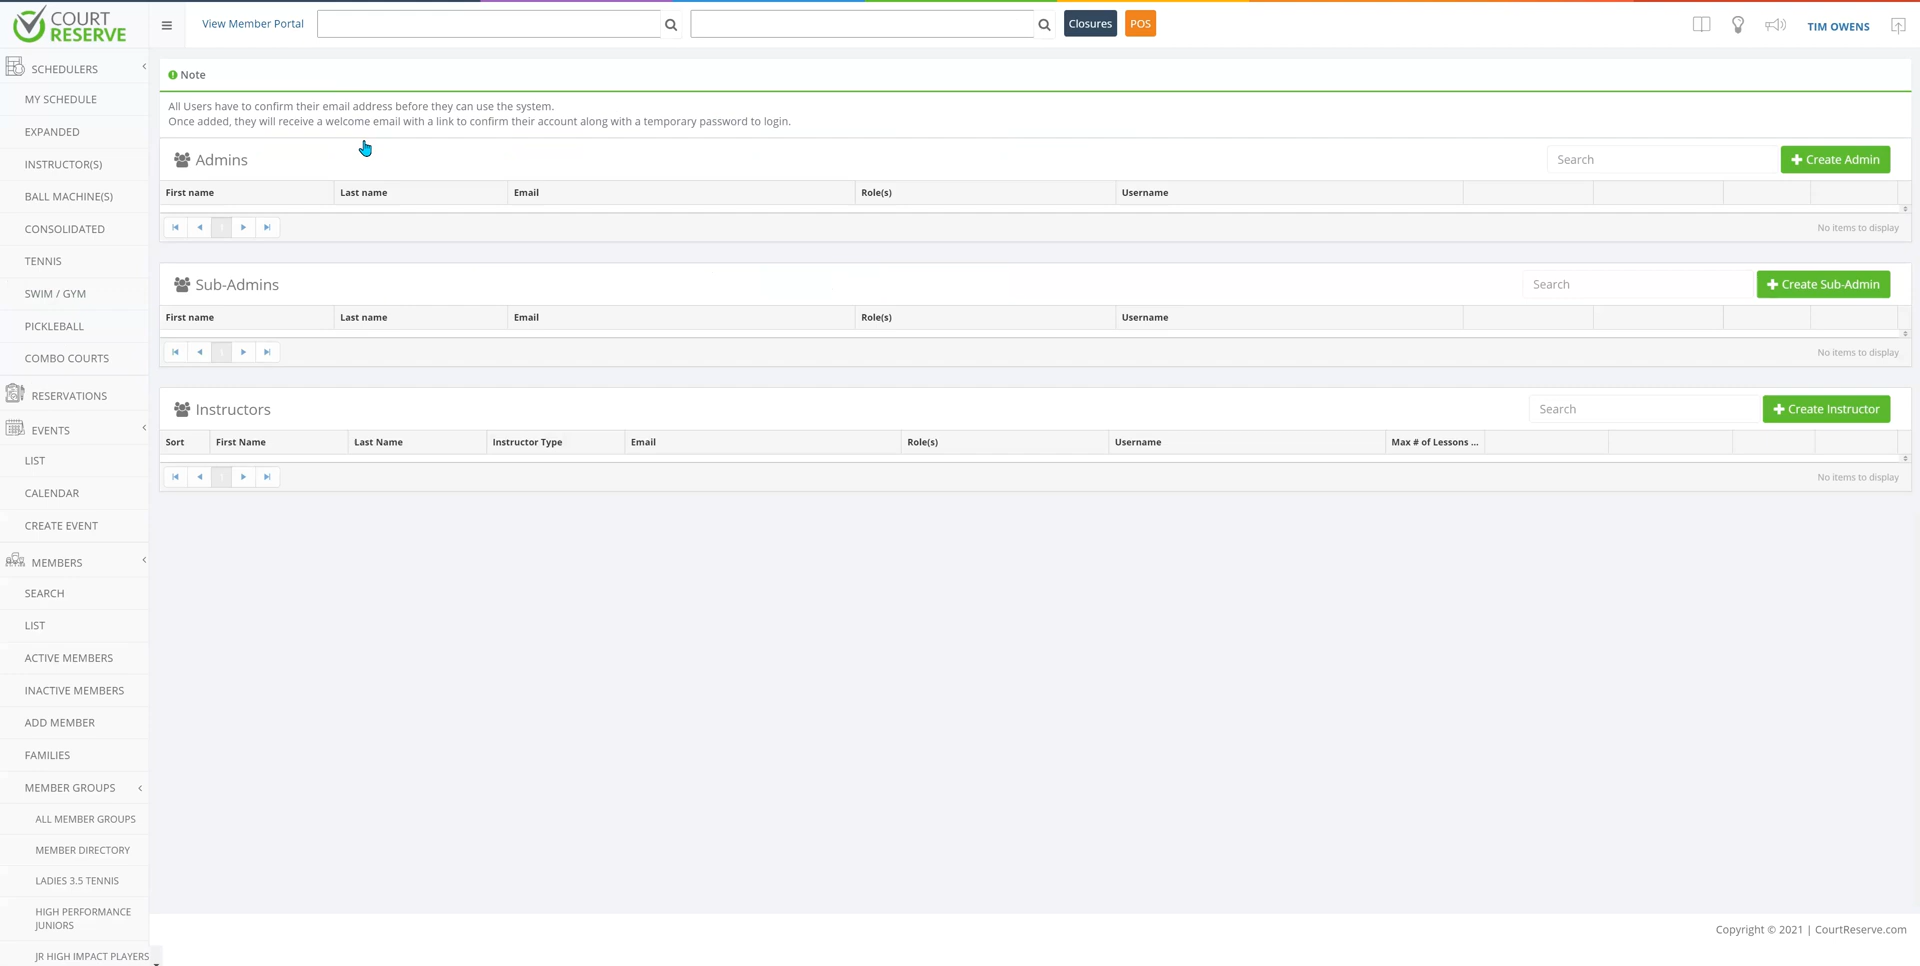 COURT
RESERVE
View Member Portal
Closures
POS
TIM OWENS
SCHEDULERS
MY SCHEDULE
EXPANDED
INSTRUCTOR(S)
BALL MACHINE(S)
CONSOLIDATED
TENNIS
SWIM / GYM
PICKLEBALL
COMBO COURTS
RESERVATIONS
EVENTS
LIST
CALENDAR
CREATE EVENT
MEMBERS
SEARCH
LIST
ACTIVE MEMBERS
INACTIVE MEMBERS
ADD MEMBER
FAMILIES
MEMBER GROUPS
ALL MEMBER GROUPS
MEMBER DIRECTORY
LADIES 3.5 TENNIS
HIGH PERFORMANCE
JUNIORS
JR HIGH IMPACT PLAYERS
Note
All Users have to confirm their email address before they can use the system.
Once added, they will receive a welcome email with a link to confirm their account along with a temporary password to login.
Admins
Search
Create Admin
First name Last name Email Role(s) Username
No items to display
Sub-Admins
Search
Create Sub-Admin
First name Last name Email Role(s) Username
No items to display
Instructors
Search
Create Instructor
Sort First Name Last Name Instructor Type Email Role(s) Username Max # of Lessons ...
No items to display
Copyright © 2021 | CourtReserve.com